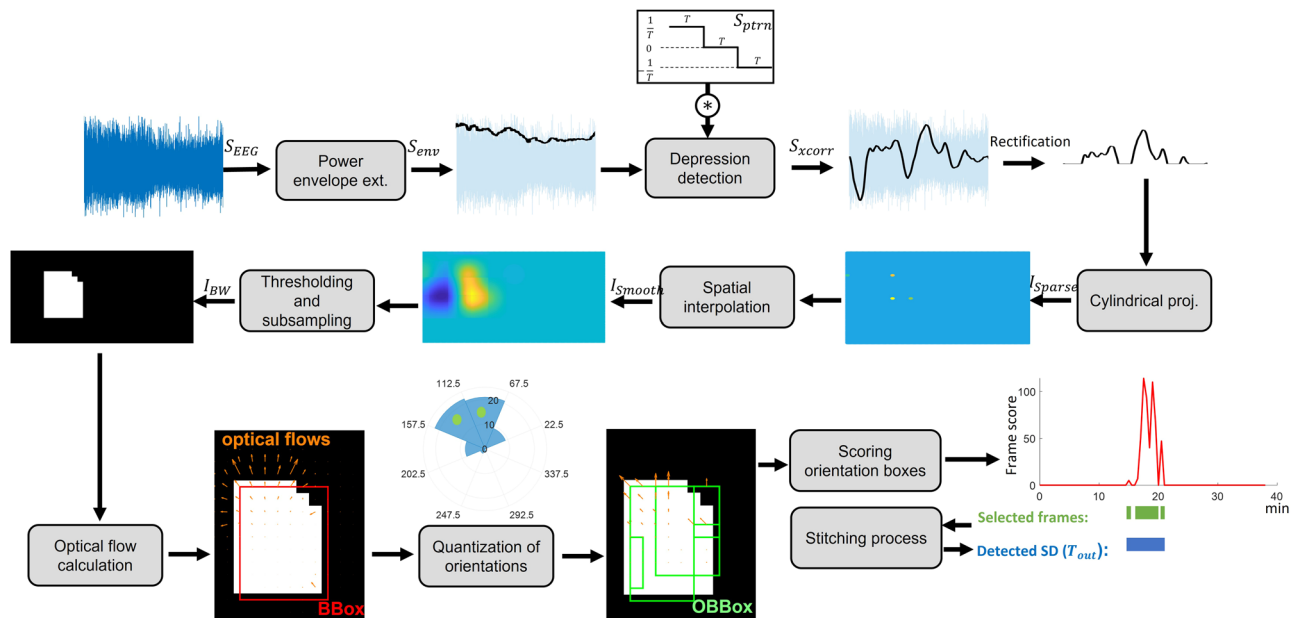 1/T
T
S_ptrn
0
T
-1/T
T
*
S_EEG
Power
envelope ext.
S_env
Depression
detection
S_xcorr
Rectification
I_BW
Thresholding
and
subsampling
I_Smooth
Spatial
interpolation
I_Sparse
Cylindrical proj.
optical flows
BBox
Optical flow
calculation
112.5
67.5
20
10
157.5
22.5
0
202.5
337.5
247.5
292.5
Quantization of
orientations
OBBox
Scoring
orientation boxes
Frame score
100
50
0
0
10
20
30
40
min
Selected frames:
Stitching process
Detected SD (T_out):